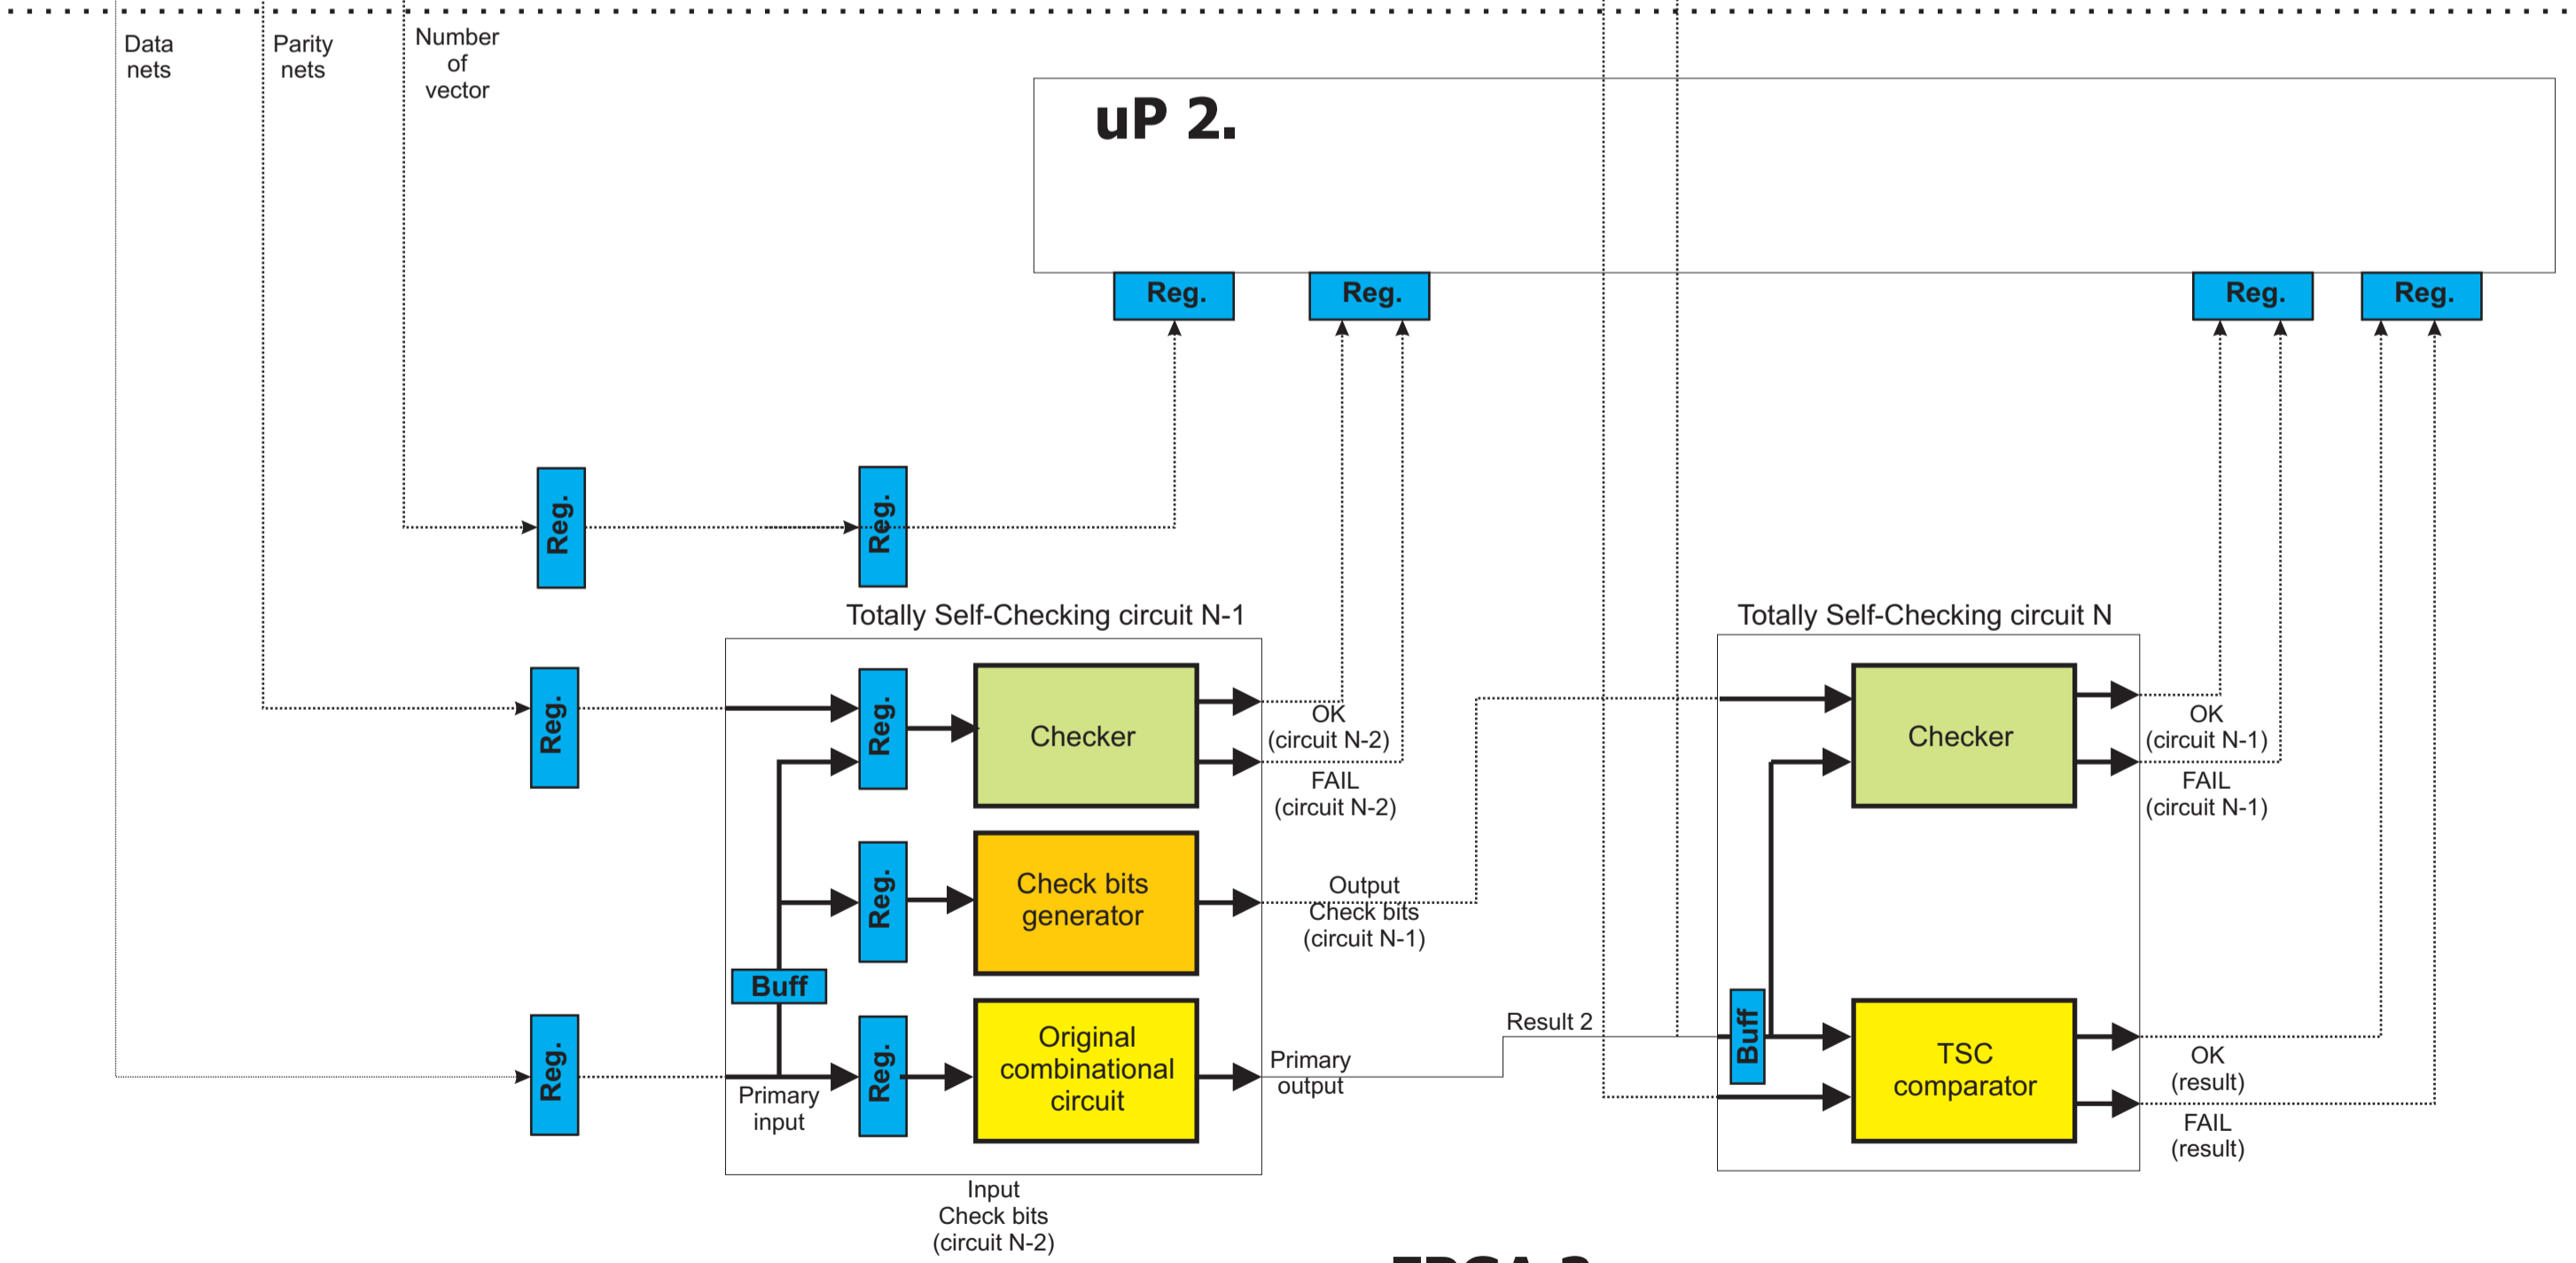 Data
nets
Parity
nets
Number
of
vector
uP 2.
Reg.
Reg.
Reg.
Reg.
Reg.
Reg.
Totally Self-Checking circuit N-1
Totally Self-Checking circuit N
Reg.
Reg.
Checker
OK
(circuit N-2)
FAIL
(circuit N-2)
Checker
OK
(circuit N-1)
FAIL
(circuit N-1)
Reg.
Check bits
generator
Output
Check bits
(circuit N-1)
Buff
Reg.
Primary
input
Reg.
Original
combinational
circuit
Primary
output
Result 2
Buff
TSC
comparator
OK
(result)
FAIL
(result)
Input
Check bits
(circuit N-2)